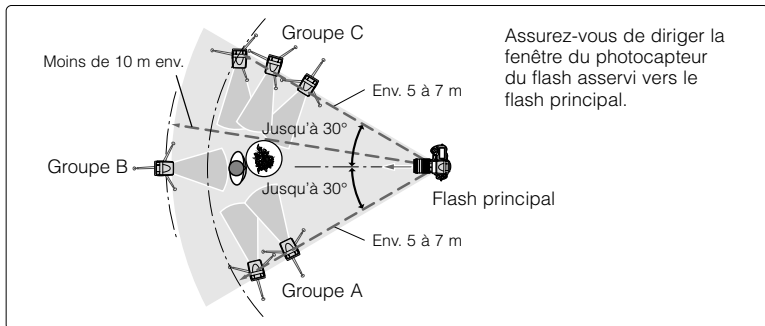 Groupe C
Assurez-vous de diriger la
fenêtre du photocapteur
du flash asservi vers le
flash principal.
Moins de 10 m env.
Env. 5 à 7 m
Jusqu'à 30°
Groupe B
Jusqu'à 30°
Flash principal
Env. 5 à 7 m
Groupe A